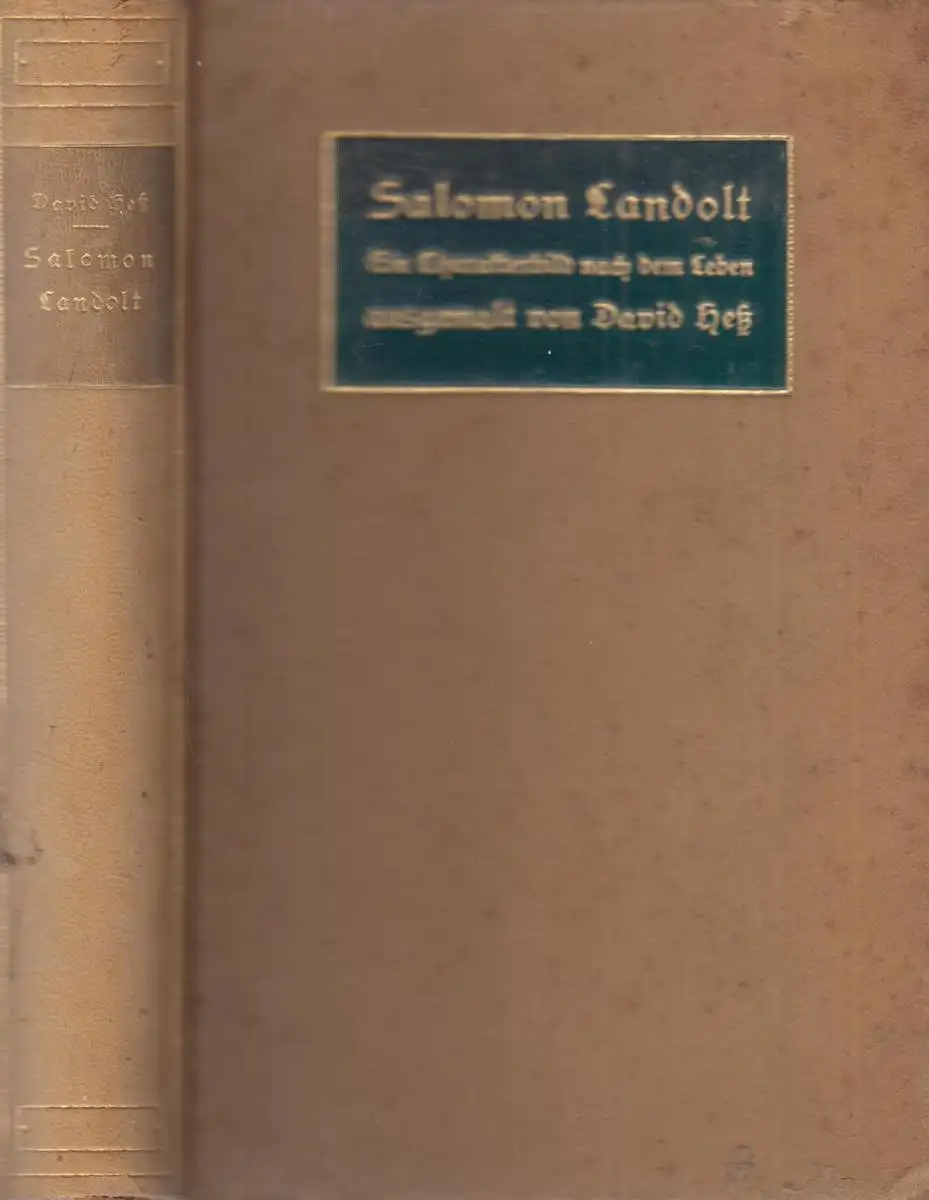 David Heß
Salomon
Landolt
Salomon Landolt
Ein Charakterbild nach dem Leben
ausgemalt von David Heß